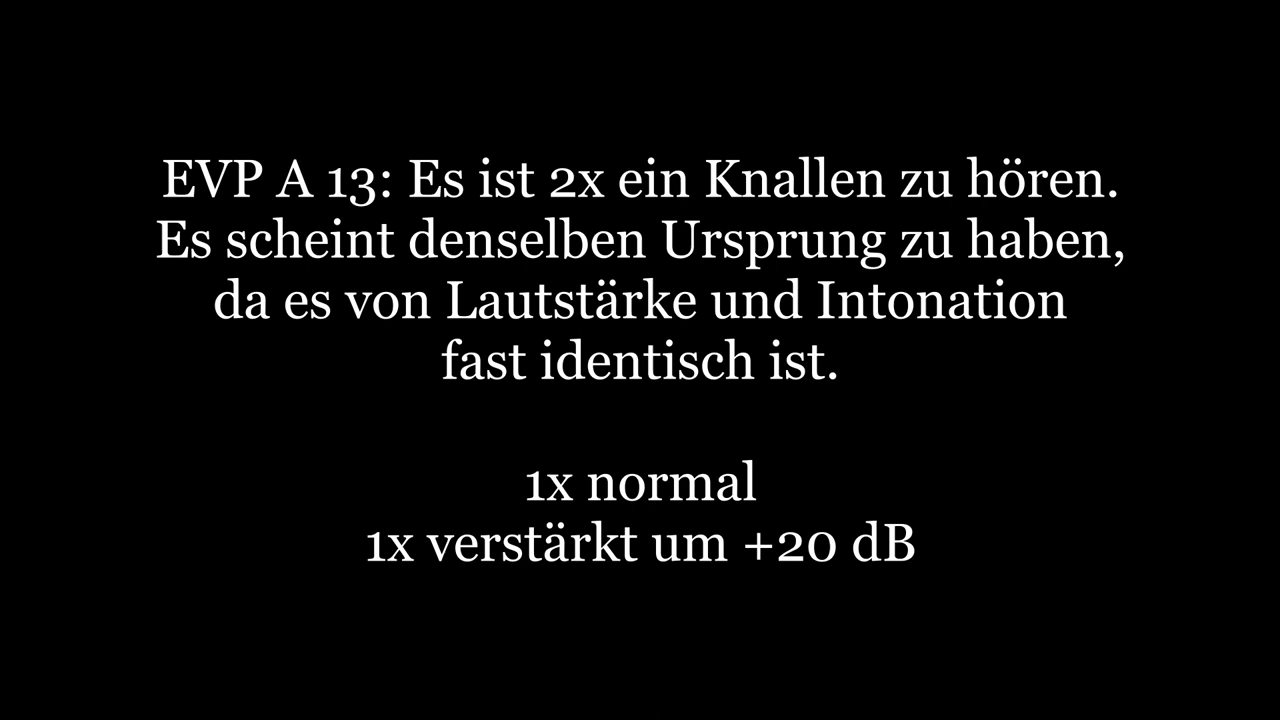 EVP A 13: Es ist 2x ein Knallen zu hören.
Es scheint denselben Ursprung zu haben,
da es von Lautstärke und Intonation
fast identisch ist.
1x normal
1x verstärkt um +20 dB